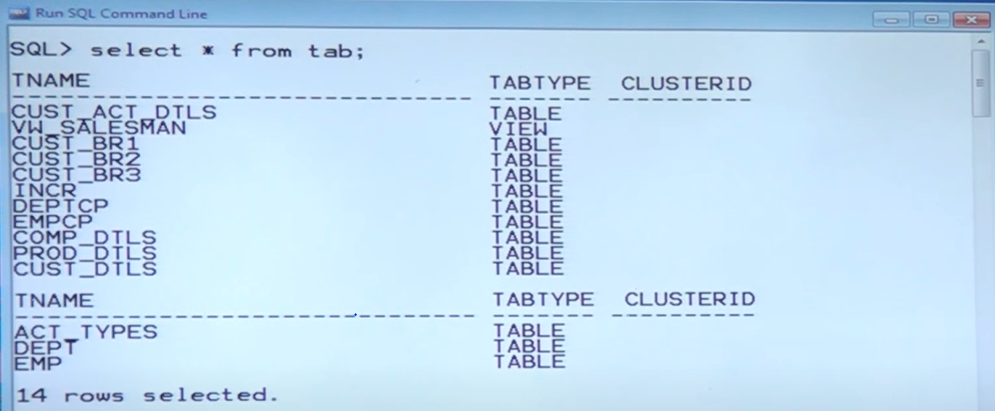 Run SQL Command Line
SQL> select * from tab;
TNAME TABTYPE CLUSTERID
------------------------------ ------- ----------
CUST_ACT_DTLS TABLE
VW_SALESMAN VIEW
CUST_BR1 TABLE
CUST_BR2 TABLE
CUST_BR3 TABLE
INCR TABLE
DEPTCP TABLE
EMPCP TABLE
COMP_DTLS TABLE
PROD_DTLS TABLE
CUST_DTLS TABLE
TNAME TABTYPE CLUSTERID
------------------------------ ------- ----------
ACT_TYPES TABLE
DEPT TABLE
EMP TABLE
14 rows selected.